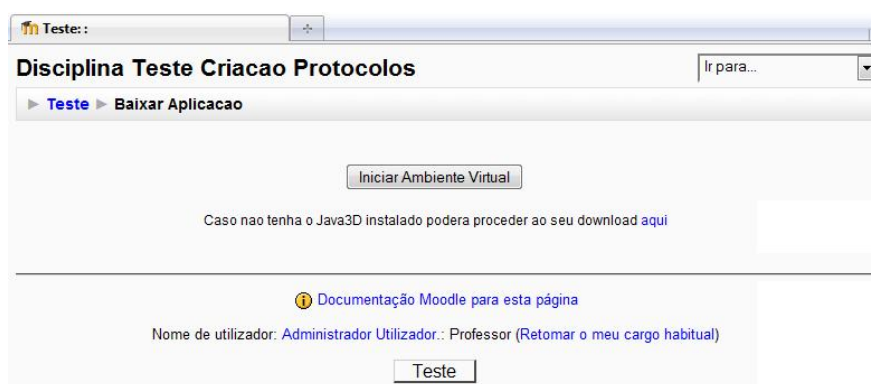 Teste: :
Disciplina Teste Criacao Protocolos
Ir para...
Teste Baixar Aplicacao
Iniciar Ambiente Virtual
Caso nao tenha o Java3D instalado podera proceder ao seu download aqui
Documentação Moodle para esta página
Nome de utilizador: Administrador Utilizador.: Professor (Retomar o meu cargo habitual)
Teste